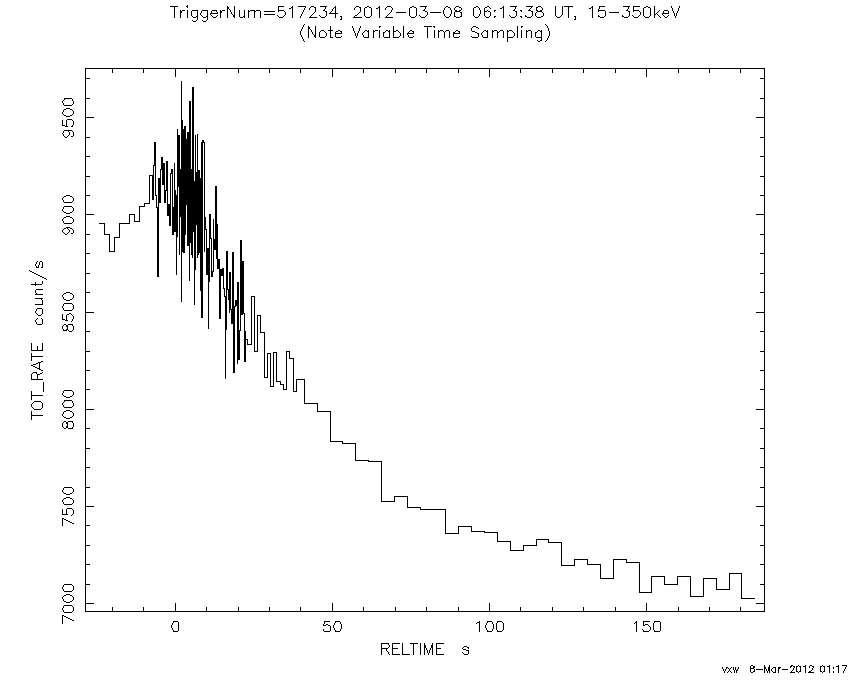 TriggerNum=517234, 2012-03-08 06:13:38 UT, 15-350keV
(Note Variable Time Sampling)
TOT_RATE count/s
9500
9000
8500
8000
7500
7000
0 50 100 150
RELTIME s
vxw 8-Mar-2012 01:17